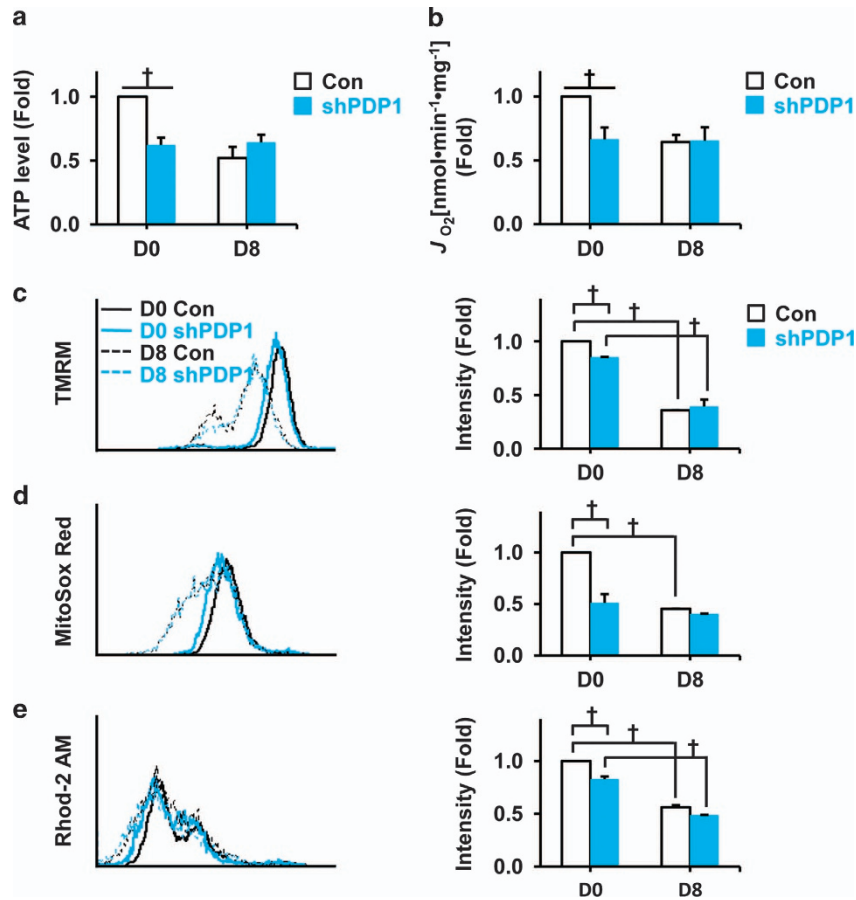 a
ATP level (Fold)
1.0
0.5
0.0
†
D0
D8
Con
shPDP1
b
J O2[nmol•min-1•mg-1]
(Fold)
1.0
0.5
0.0
†
D0
D8
Con
shPDP1
c
TMRM
D0 Con
D0 shPDP1
D8 Con
D8 shPDP1
Intensity (Fold)
1.0
0.5
0.0
†
†
†
D0
D8
Con
shPDP1
d
MitoSox Red
Intensity (Fold)
1.0
0.5
0.0
†
†
D0
D8
e
Rhod-2 AM
Intensity (Fold)
1.0
0.5
0.0
†
†
†
D0
D8